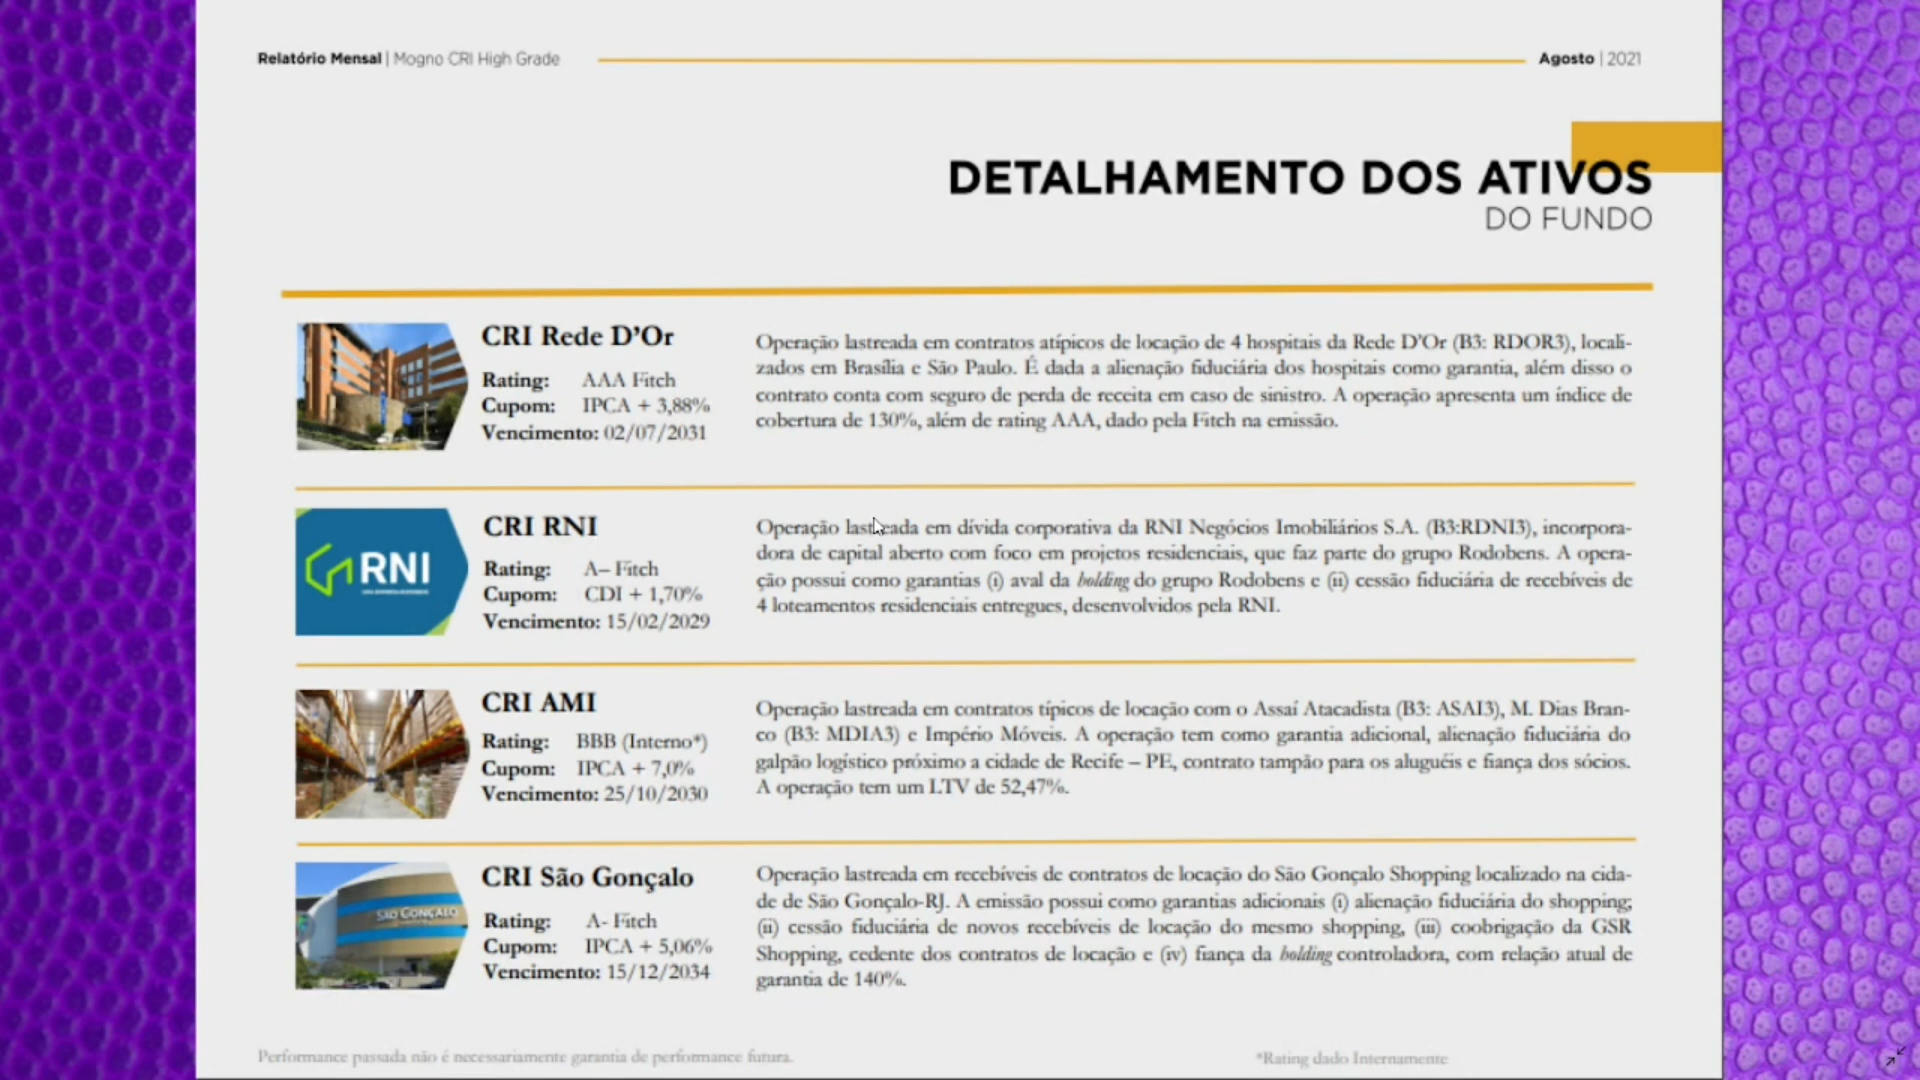 Relatório Mensal | Mogno CRI High Grade
Agosto | 2021
DETALHAMENTO DOS ATIVOS
DO FUNDO
CRI Rede D’Or
Rating: AAA Fitch
Cupom: IPCA + 3,88%
Vencimento: 02/07/2031
Operação lastreada em contratos atípicos de locação de 4 hospitais da Rede D’Or (B3: RDOR3), locali-
zados em Brasília e São Paulo. É dada a alienação fiduciária dos hospitais como garantia, além disso o
contrato conta com seguro de perda de receita em caso de sinistro. A operação apresenta um índice de
cobertura de 130%, além de rating AAA, dado pela Fitch na emissão.
RNI
CRI RNI
Rating: A– Fitch
Cupom: CDI + 1,70%
Vencimento: 15/02/2029
Operação lastreada em dívida corporativa da RNI Negócios Imobiliários S.A. (B3:RDNI3), incorpora-
dora de capital aberto com foco em projetos residenciais, que faz parte do grupo Rodobens. A opera-
ção possui como garantias (i) aval da holding do grupo Rodobens e (ii) cessão fiduciária de recebíveis de
4 loteamentos residenciais entregues, desenvolvidos pela RNI.
CRI AMI
Rating: BBB (Interno*)
Cupom: IPCA + 7,0%
Vencimento: 25/10/2030
Operação lastreada em contratos típicos de locação com o Assaí Atacadista (B3: ASAI3), M. Dias Bran-
co (B3: MDIA3) e Império Móveis. A operação tem como garantia adicional, alienação fiduciária do
galpão logístico próximo a cidade de Recife – PE, contrato tampão para os aluguéis e fiança dos sócios.
A operação tem um LTV de 52,47%.
SÃO GONÇALO
CRI São Gonçalo
Rating: A- Fitch
Cupom: IPCA + 5,06%
Vencimento: 15/12/2034
Operação lastreada em recebíveis de contratos de locação do São Gonçalo Shopping localizado na cida-
de de São Gonçalo-RJ. A emissão possui como garantias adicionais (i) alienação fiduciária do shopping;
(ii) cessão fiduciária de novos recebíveis de locação do mesmo shopping, (iii) coobrigação da GSR
Shopping, cedente dos contratos de locação e (iv) fiança da holding controladora, com relação atual de
garantia de 140%.
Performance passada não é necessariamente garantia de performance futura.
*Rating dado Internamente